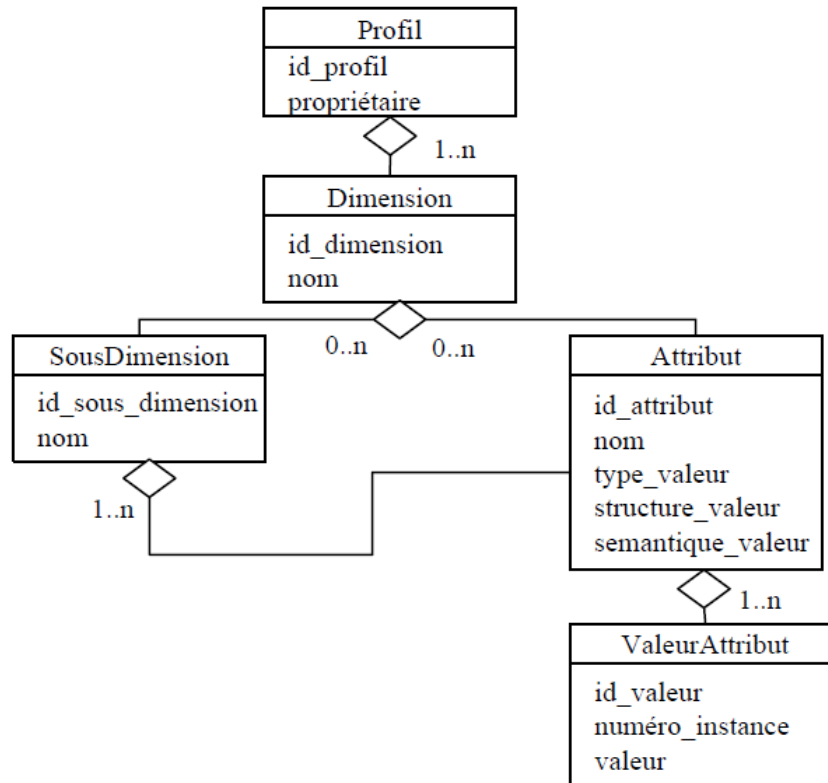 Profil
id_profil
propriétaire
1..n
Dimension
id_dimension
nom
0..n
0..n
SousDimension
id_sous_dimension
nom
1..n
Attribut
id_attribut
nom
type_valeur
structure_valeur
semantique_valeur
1..n
ValeurAttribut
id_valeur
numéro_instance
valeur